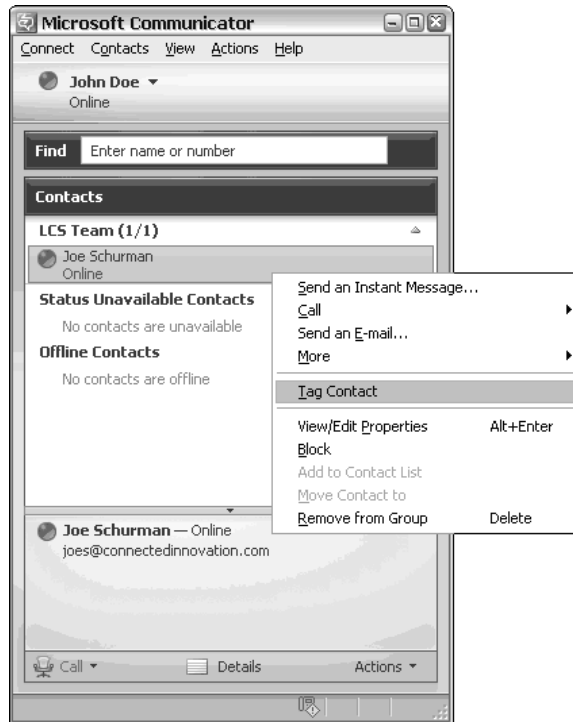 Microsoft Communicator
Connect Contacts View Actions Help
John Doe
Online
Find Enter name or number
Contacts
LCS Team (1/1)
Joe Schurman
Online
Status Unavailable Contacts
No contacts are unavailable
Offline Contacts
No contacts are offline
Send an Instant Message...
Call
Send an E-mail...
More
Tag Contact
View/Edit Properties Alt+Enter
Block
Add to Contact List
Move Contact to
Remove from Group Delete
Joe Schurman — Online
joes@connectedinnovation.com
Call Details Actions